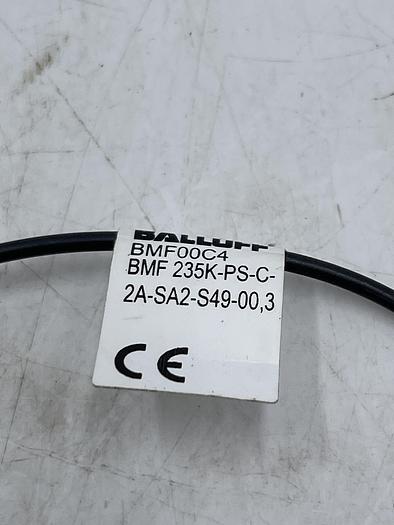 BALLUFF
BMF00C4
BMF 235K-PS-C-
2A-SA2-S49-00,3
CE